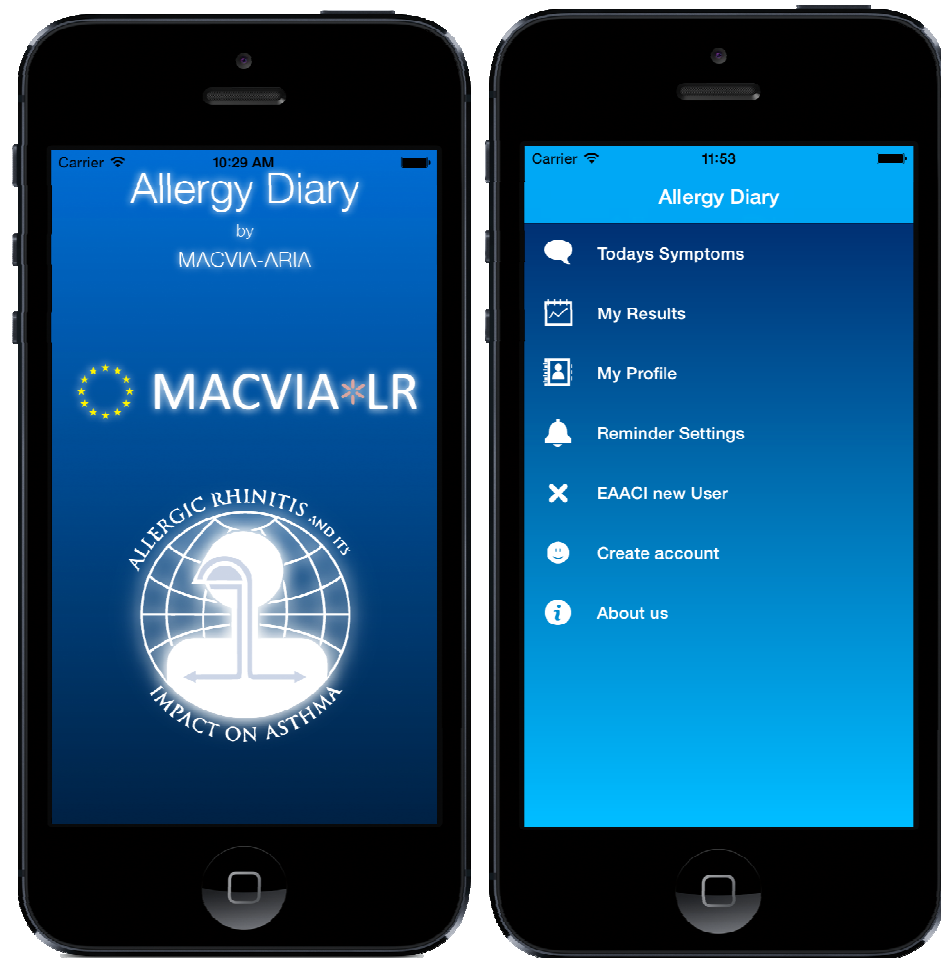 Carrier 10:29 AM
Allergy Diary
by
MACVIA-ARIA
MACVIA LR
ALLERGIC RHINITIS AND ITS
IMPACT ON ASTHMA
Carrier 11:53
Allergy Diary
Todays Symptoms
My Results
My Profile
Reminder Settings
EAACI new User
Create account
About us